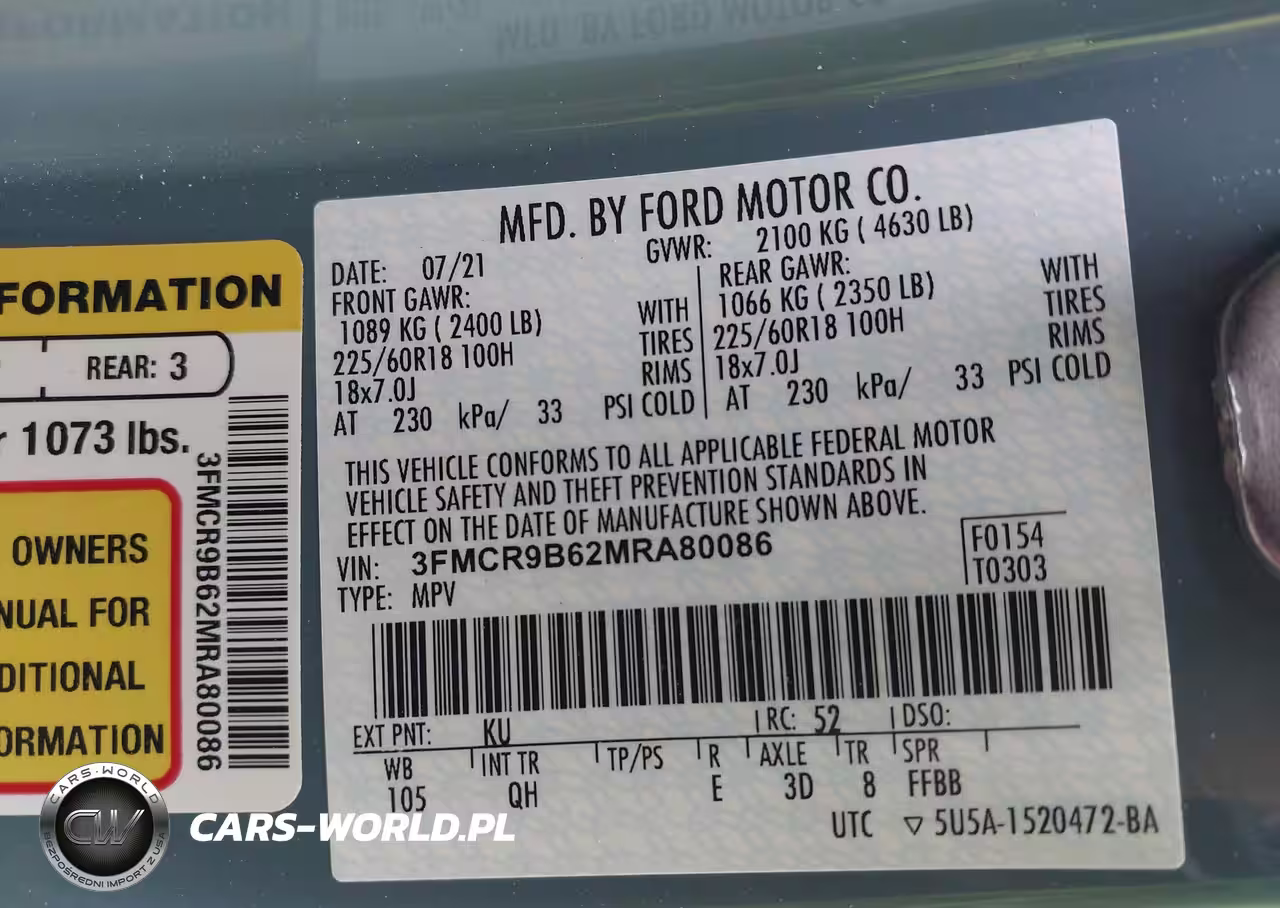 MFD. BY FORD MOTOR CO.
DATE: 07/21
GVWR: 2100 KG ( 4630 LB)
FRONT GAWR:
1089 KG ( 2400 LB)
WITH
225/60R18 100H
TIRES
18x7.0J
RIMS
AT 230 kPa/ 33 PSI COLD
REAR GAWR:
1066 KG ( 2350 LB)
WITH
225/60R18 100H
TIRES
18x7.0J
RIMS
AT 230 kPa/ 33 PSI COLD
THIS VEHICLE CONFORMS TO ALL APPLICABLE FEDERAL MOTOR
VEHICLE SAFETY AND THEFT PREVENTION STANDARDS IN
EFFECT ON THE DATE OF MANUFACTURE SHOWN ABOVE.
VIN: 3FMCR9B62MRA80086
TYPE: MPV
F0154
T0303
EXT PNT: KU RC: 52 DSO:
WB INT TR TP/PS R AXLE TR SPR
105 QH E 3D 8 FFBB
UTC ▽ 5U5A-1520472-BA
FORMATION
REAR: 3
1073 lbs.
3FMCR9B62MRA80086
OWNERS
NUAL FOR
DITIONAL
ORMATION
CARS-WORLD
CW
BEZPOŚREDNI IMPORT Z USA
CARS-WORLD.PL